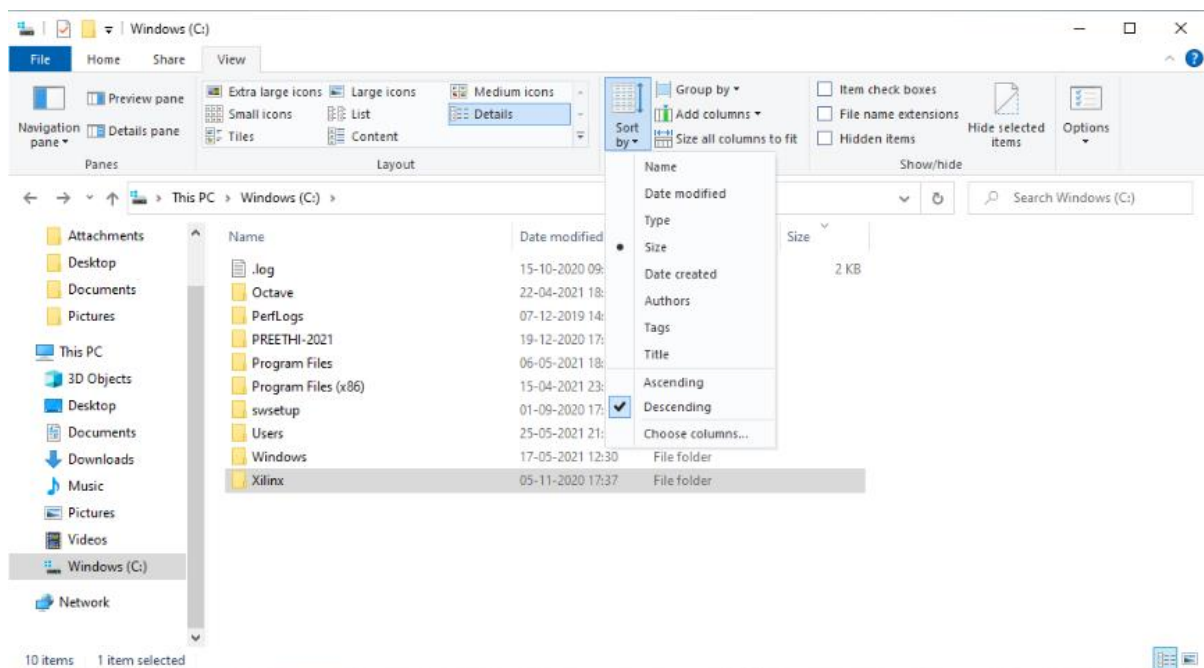 Windows (C:)
File Home Share View
Navigation pane
Preview pane
Details pane
Panes
Extra large icons Large icons Medium icons
Small icons List Details
Tiles Content
Layout
Sort by
Group by
Add columns
Size all columns to fit
Item check boxes
File name extensions
Hidden items
Hide selected items
Show/hide
Options
This PC > Windows (C:) >
Search Windows (C:)
Attachments
Desktop
Documents
Pictures
This PC
3D Objects
Desktop
Documents
Downloads
Music
Pictures
Videos
Windows (C:)
Network
Name Date modified Size
.log 15-10-2020 09: 2 KB
Octave 22-04-2021 18:
PerfLogs 07-12-2019 14:
PREETHI-2021 19-12-2020 17:
Program Files 06-05-2021 18:
Program Files (x86) 15-04-2021 23:
swsetup 01-09-2020 17:
Users 25-05-2021 21:
Windows 17-05-2021 12:30 File folder
Xilinx 05-11-2020 17:37 File folder
Name
Date modified
Type
Size
Date created
Authors
Tags
Title
Ascending
Descending
Choose columns...
10 items 1 item selected